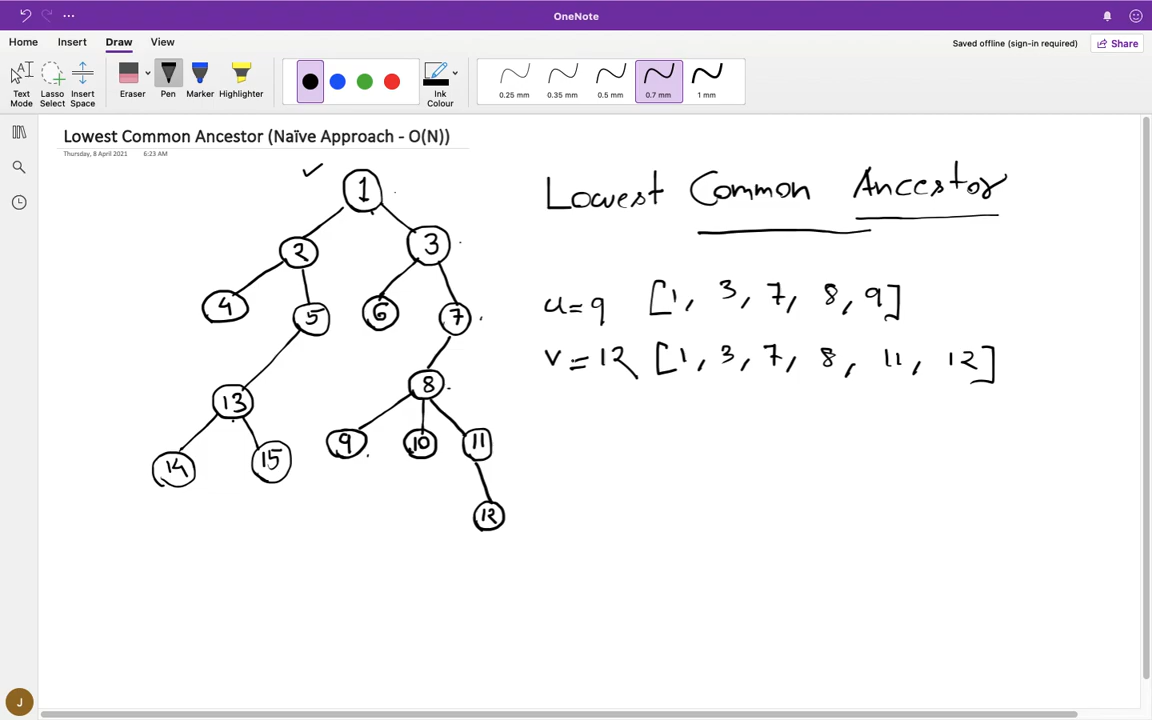 OneNote
Home Insert Draw View
Saved offline (sign-in required) Share
Text Mode
Lasso Select
Insert Space
Eraser
Pen
Marker
Highlighter
Ink Colour
0.25 mm
0.35 mm
0.5 mm
0.7 mm
1 mm
Lowest Common Ancestor (Naïve Approach - O(N))
Thursday, 8 April 2021 6:23 AM
Lowest Common Ancestor
1
2 3
4 5 6 7
13 8
14 15 9 10 11
12
u=9 [1, 3, 7, 8, 9]
v=12 [1, 3, 7, 8, 11, 12]
J